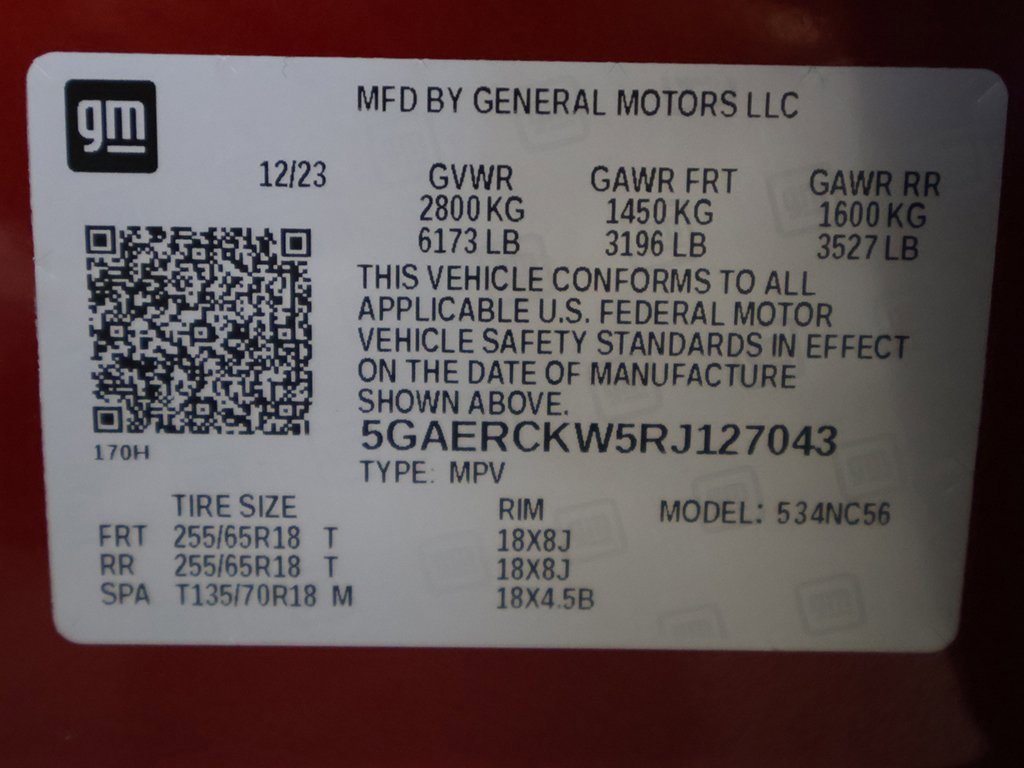 gm
MFD BY GENERAL MOTORS LLC
12/23 GVWR GAWR FRT GAWR RR
2800 KG 1450 KG 1600 KG
6173 LB 3196 LB 3527 LB
THIS VEHICLE CONFORMS TO ALL
APPLICABLE U.S. FEDERAL MOTOR
VEHICLE SAFETY STANDARDS IN EFFECT
ON THE DATE OF MANUFACTURE
SHOWN ABOVE.
5GAERCKW5RJ127043
170H
TYPE: MPV
TIRE SIZE RIM MODEL: 534NC56
FRT 255/65R18 T 18X8J
RR 255/65R18 T 18X8J
SPA T135/70R18 M 18X4.5B